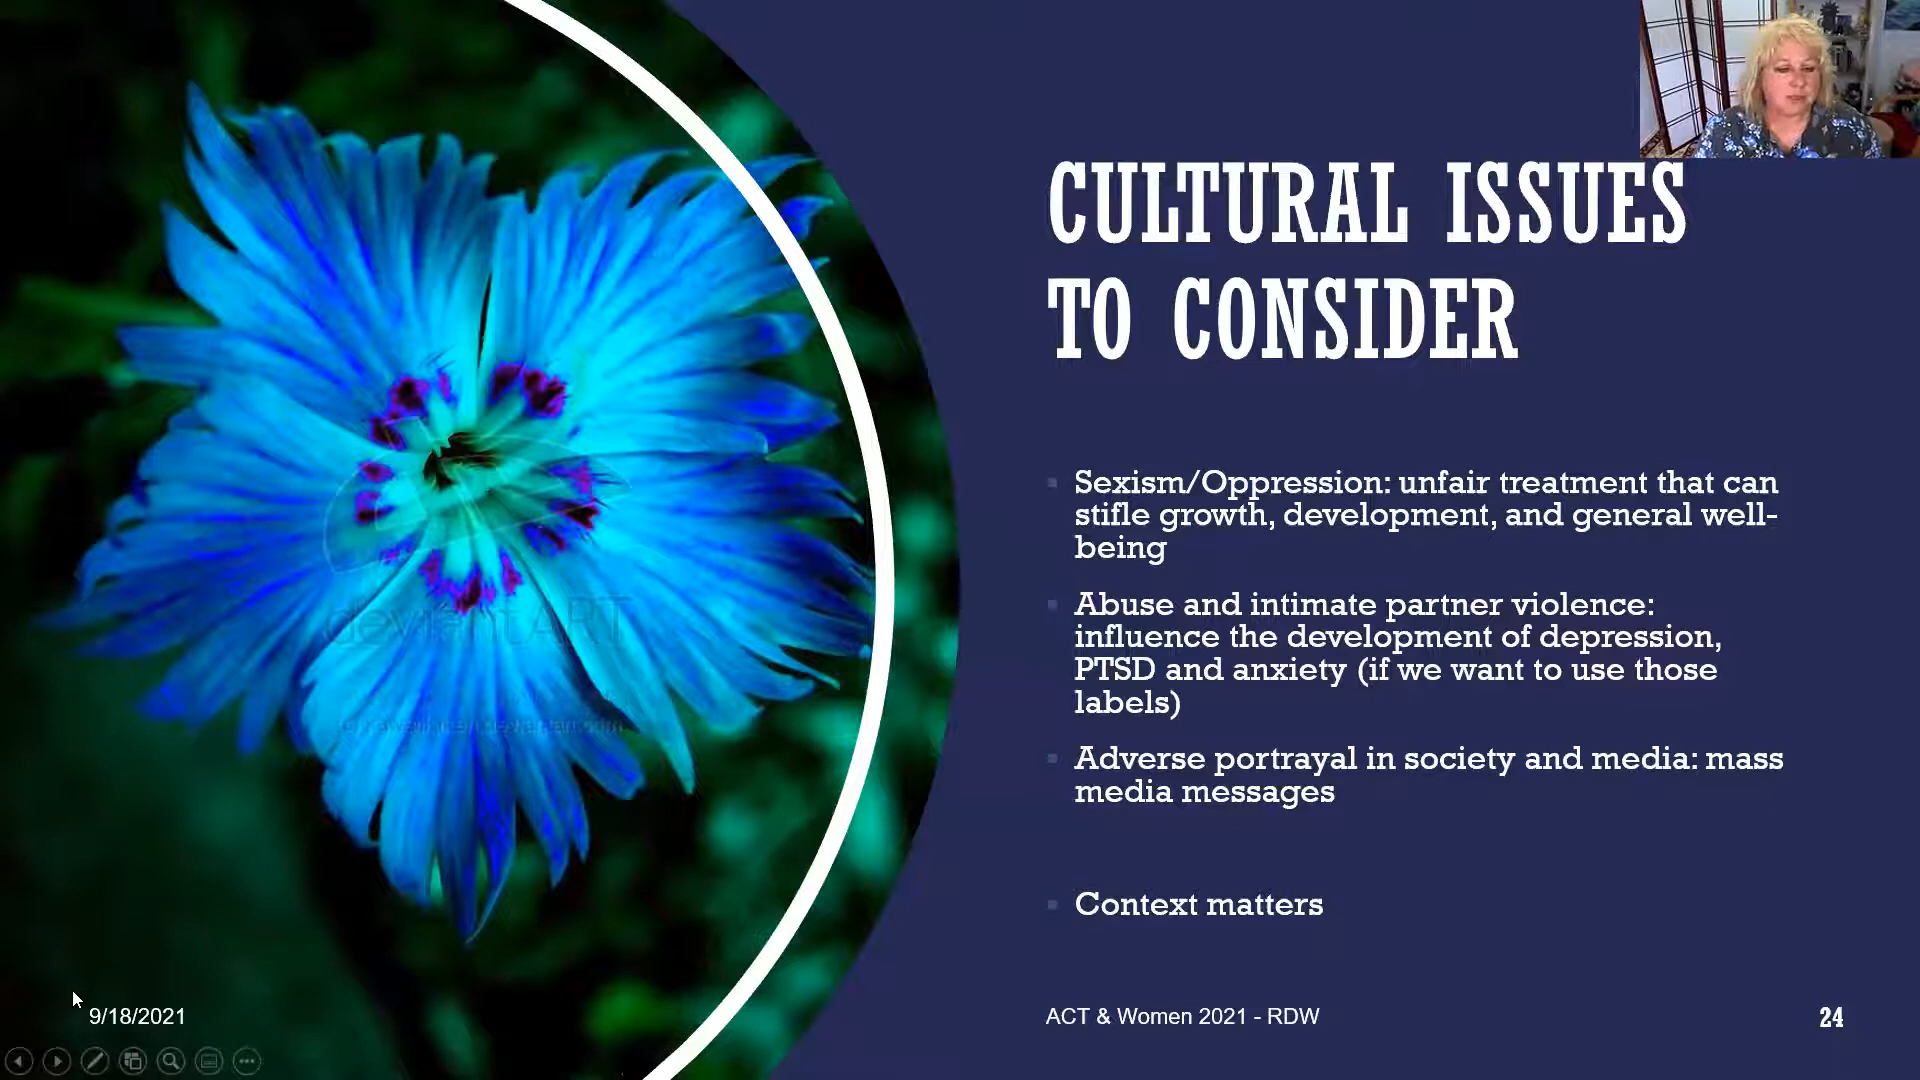 CULTURAL ISSUES
TO CONSIDER
Sexism/Oppression: unfair treatment that can
stifle growth, development, and general well-
being
Abuse and intimate partner violence:
influence the development of depression,
PTSD and anxiety (if we want to use those
labels)
Adverse portrayal in society and media: mass
media messages
Context matters
deviantART
9/18/2021
ACT & Women 2021 - RDW
24